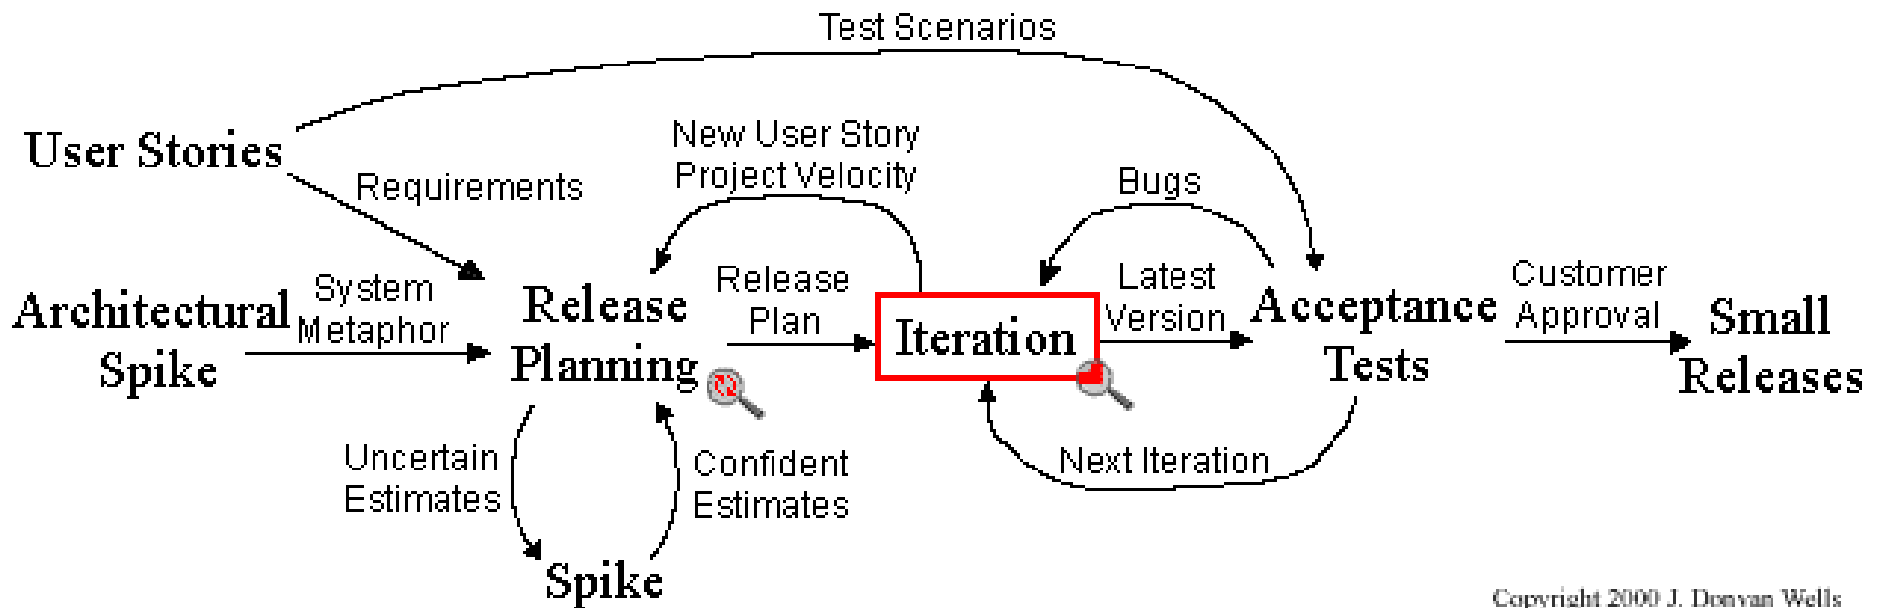 Test Scenarios
User Stories
Requirements
New User Story
Project Velocity
Bugs
Architectural
Spike
System
Metaphor
Release
Planning
Release
Plan
Iteration
Latest
Version
Acceptance
Tests
Customer
Approval
Small
Releases
Uncertain
Estimates
Confident
Estimates
Next Iteration
Spike
Copyright 2000 J. Donvan Wells